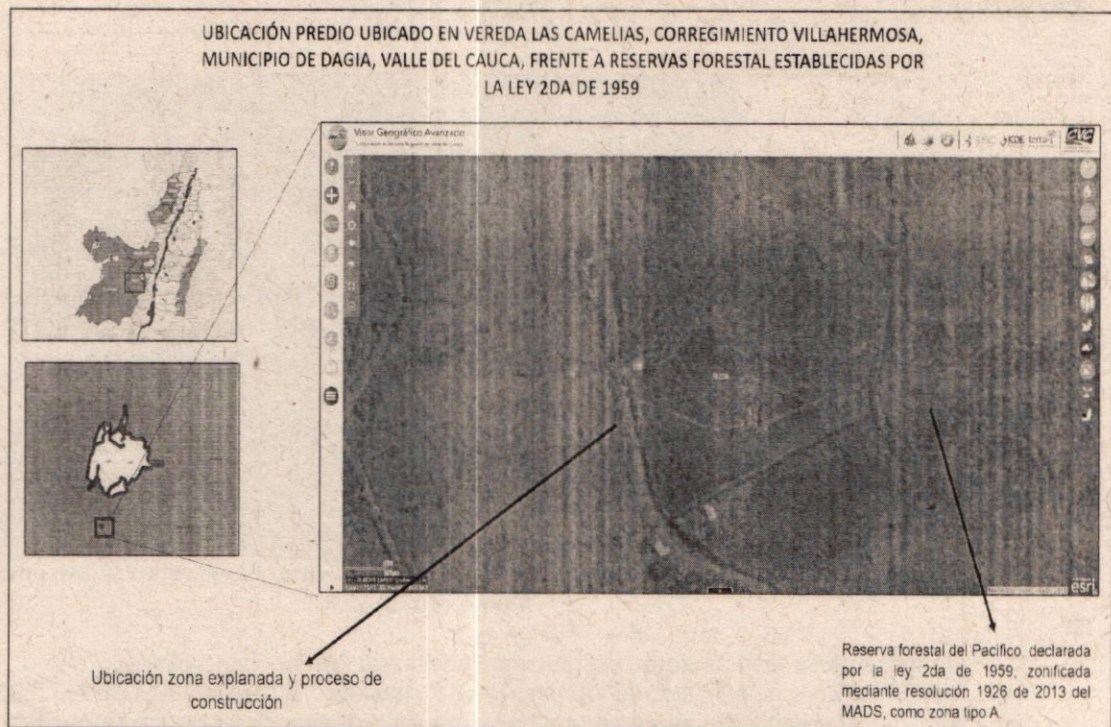 UBICACIÓN PREDIO UBICADO EN VEREDA LAS CAMELIAS, CORREGIMIENTO VILLAHERMOSA,
MUNICIPIO DE DAGIA, VALLE DEL CAUCA, FRENTE A RESERVAS FORESTAL ESTABLECIDAS POR
LA LEY 2DA DE 1959
Visor Geográfico Avanzado
CVC
esri
Ubicación zona explanada y proceso de
construcción
Reserva forestal del Pacifico, declarada
por la ley 2da de 1959, zonificada
mediante resolución 1926 de 2013 del
MADS, como zona tipo A.